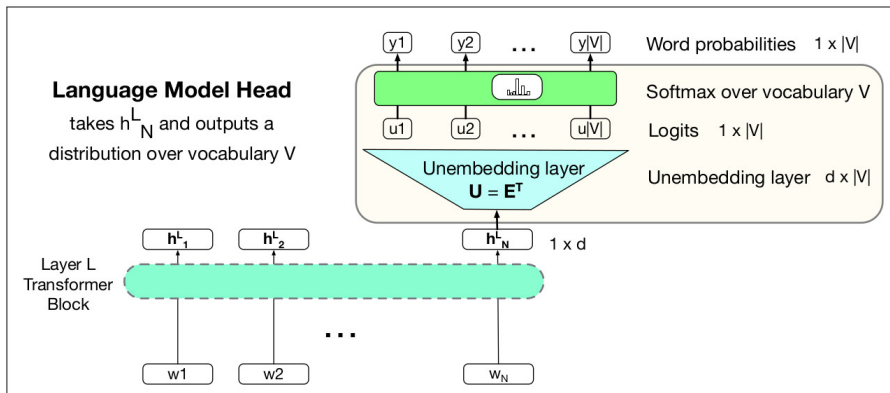 Language Model Head
takes h^L_N and outputs a
distribution over vocabulary V
y1 y2 ... y|V| Word probabilities 1 x |V|
Softmax over vocabulary V
u1 u2 ... u|V| Logits 1 x |V|
Unembedding layer
U = E^T
Unembedding layer d x |V|
h^L_1 h^L_2 h^L_N 1 x d
Layer L
Transformer
Block
...
w1 w2 w_N